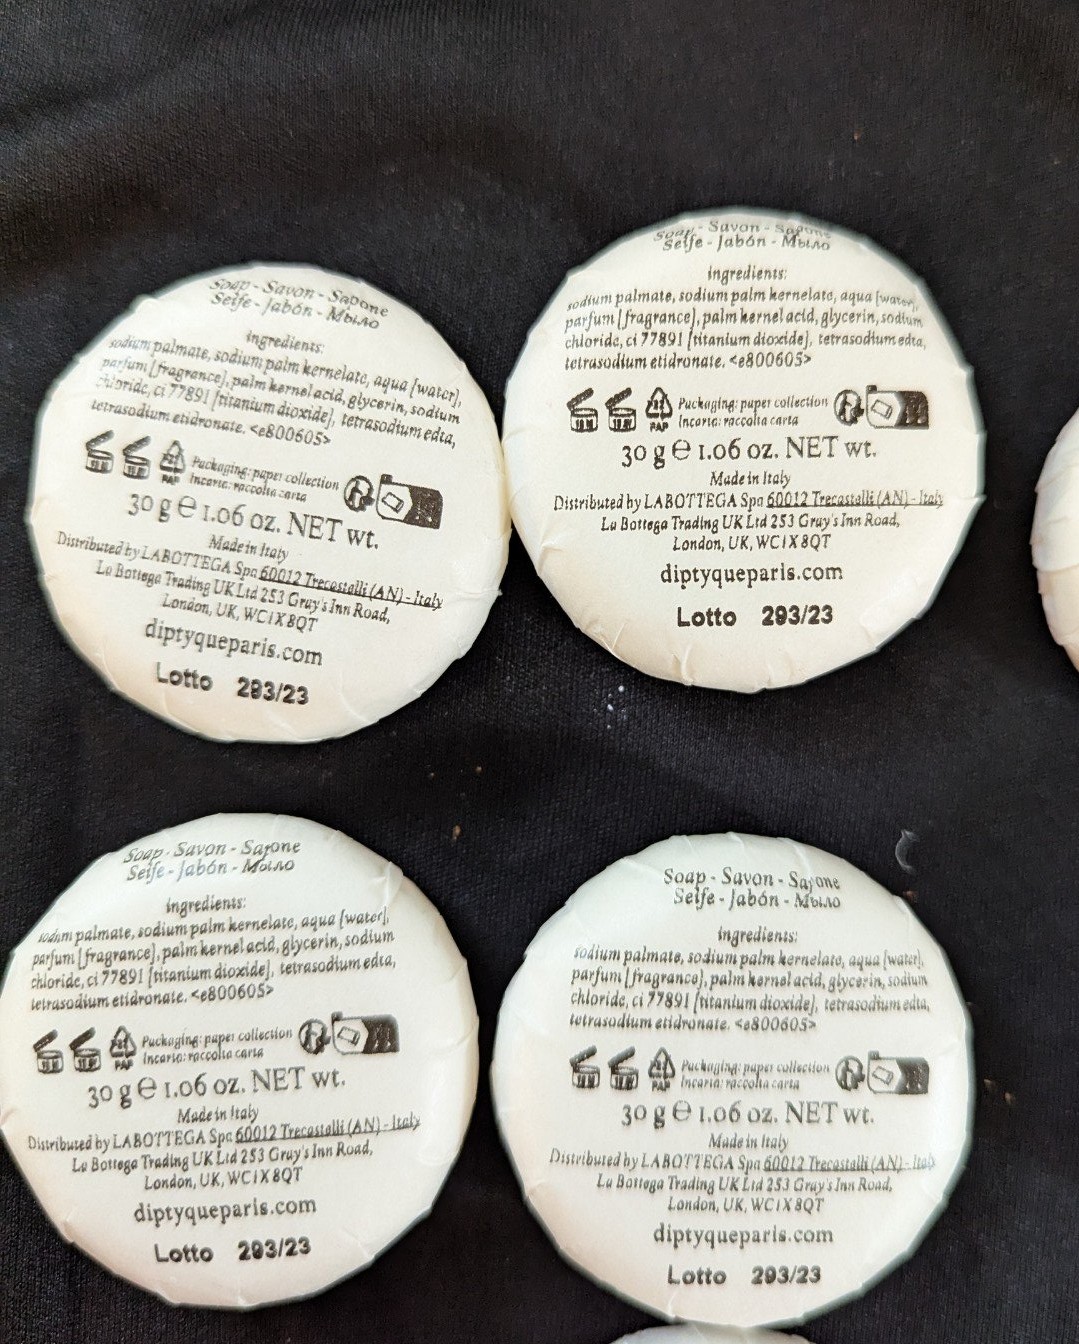 Soap - Savon - Sapone
Seife - Jabón - Мыло
ingredients:
sodium palmate, sodium palm kernelate, aqua [water],
parfum [fragrance], palm kernel acid, glycerin, sodium
chloride, ci 77891 [titanium dioxide], tetrasodium edta,
tetrasodium etidronate. <e800605>
PAP
Packaging: paper collection
Incarto: raccolta carta
30 g e 1.06 oz. NET wt.
Made in Italy
Distributed by LABOTTEGA Spa 60012 Trecastelli (AN) - Italy
La Bottega Trading UK Ltd 253 Gray's Inn Road,
London, UK, WC1X 8QT
diptyqueparis.com
Lotto 293/23
Soap - Savon - Sapone
Seife - Jabón - Мыло
ingredients:
sodium palmate, sodium palm kernelate, aqua [water],
parfum [fragrance], palm kernel acid, glycerin, sodium
chloride, ci 77891 [titanium dioxide], tetrasodium edta,
tetrasodium etidronate. <e800605>
21
PAP
Packaging: paper collection
Incarto: raccolta carta
30 g e 1.06 oz. NET wt.
Made in Italy
Distributed by LABOTTEGA Spa 60012 Trecastelli (AN) - Italy
La Bottega Trading UK Ltd 253 Gray's Inn Road,
London, UK, WC1X 8QT
diptyqueparis.com
Lotto 293/23
Soap - Savon - Sapone
Seife - Jabón - Мыло
ingredients:
sodium palmate, sodium palm kernelate, aqua [water],
parfum [fragrance], palm kernel acid, glycerin, sodium
chloride, ci 77891 [titanium dioxide], tetrasodium edta,
tetrasodium etidronate. <e800605>
PAP
Packaging: paper collection
Incarto: raccolta carta
30 g e 1.06 oz. NET wt.
Made in Italy
Distributed by LABOTTEGA Spa 60012 Trecastelli (AN) - Italy
La Bottega Trading UK Ltd 253 Gray's Inn Road,
London, UK, WC1X 8QT
diptyqueparis.com
Lotto 293/23
Soap - Savon - Sapone
Seife - Jabón - Мыло
ingredients:
sodium palmate, sodium palm kernelate, aqua [water],
parfum [fragrance], palm kernel acid, glycerin, sodium
chloride, ci 77891 [titanium dioxide], tetrasodium edta,
tetrasodium etidronate. <e800605>
PAP
Packaging: paper collection
Incarto: raccolta carta
30 g e 1.06 oz. NET wt.
Made in Italy
Distributed by LABOTTEGA Spa 60012 Trecastelli (AN) - Italy
La Bottega Trading UK Ltd 253 Gray's Inn Road,
London, UK, WC1X 8QT
diptyqueparis.com
Lotto 293/23